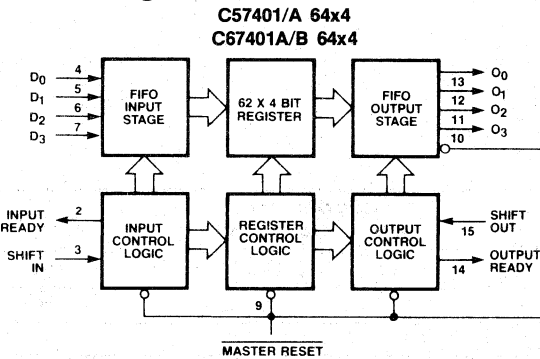 C57401/A 64x4
C67401A/B 64x4
D0
4
D1
5
D2
6
D3
7
FIFO
INPUT
STAGE
62 X 4 BIT
REGISTER
FIFO
OUTPUT
STAGE
O0
13
O1
12
O2
11
O3
10
INPUT
READY
2
SHIFT
IN
3
INPUT
CONTROL
LOGIC
REGISTER
CONTROL
LOGIC
OUTPUT
CONTROL
LOGIC
SHIFT
OUT
15
OUTPUT
READY
14
9
MASTER RESET